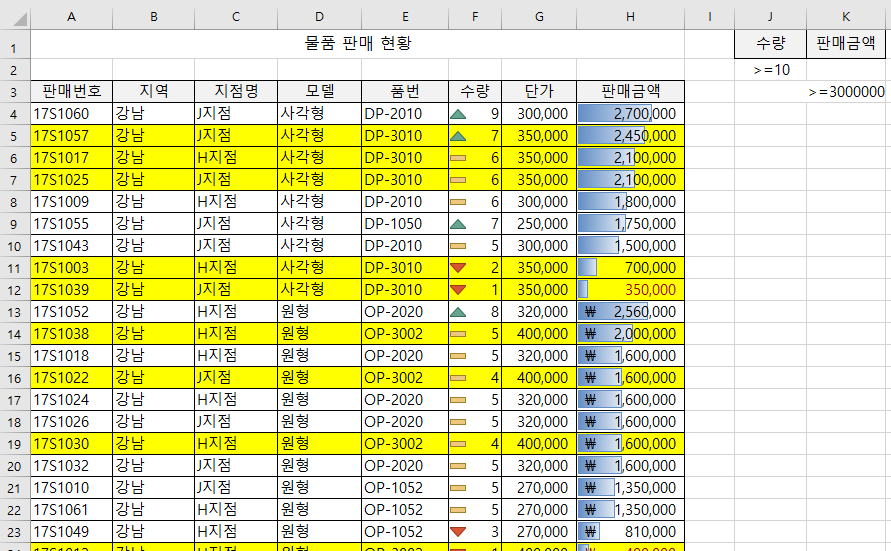 A B C D E F G H I J K
1 물품 판매 현황 수량 판매금액
2 >=10
3 판매번호 지역 지점명 모델 품번 수량 단가 판매금액 >=3000000
4 17S1060 강남 J지점 사각형 DP-2010 9 300,000 2,700,000
5 17S1057 강남 J지점 사각형 DP-3010 7 350,000 2,450,000
6 17S1017 강남 H지점 사각형 DP-3010 6 350,000 2,100,000
7 17S1025 강남 J지점 사각형 DP-3010 6 350,000 2,100,000
8 17S1009 강남 H지점 사각형 DP-2010 6 300,000 1,800,000
9 17S1055 강남 J지점 사각형 DP-1050 7 250,000 1,750,000
10 17S1043 강남 J지점 사각형 DP-2010 5 300,000 1,500,000
11 17S1003 강남 H지점 사각형 DP-3010 2 350,000 700,000
12 17S1039 강남 J지점 사각형 DP-3010 1 350,000 350,000
13 17S1052 강남 H지점 원형 OP-2020 8 320,000 ₩ 2,560,000
14 17S1038 강남 H지점 원형 OP-3002 5 400,000 ₩ 2,000,000
15 17S1018 강남 H지점 원형 OP-2020 5 320,000 ₩ 1,600,000
16 17S1022 강남 J지점 원형 OP-3002 4 400,000 ₩ 1,600,000
17 17S1024 강남 H지점 원형 OP-2020 5 320,000 ₩ 1,600,000
18 17S1026 강남 J지점 원형 OP-2020 5 320,000 ₩ 1,600,000
19 17S1030 강남 H지점 원형 OP-3002 4 400,000 ₩ 1,600,000
20 17S1032 강남 J지점 원형 OP-2020 5 320,000 ₩ 1,600,000
21 17S1010 강남 J지점 원형 OP-1052 5 270,000 ₩ 1,350,000
22 17S1061 강남 H지점 원형 OP-1052 5 270,000 ₩ 1,350,000
23 17S1049 강남 H지점 원형 OP-1052 3 270,000 ₩ 810,000